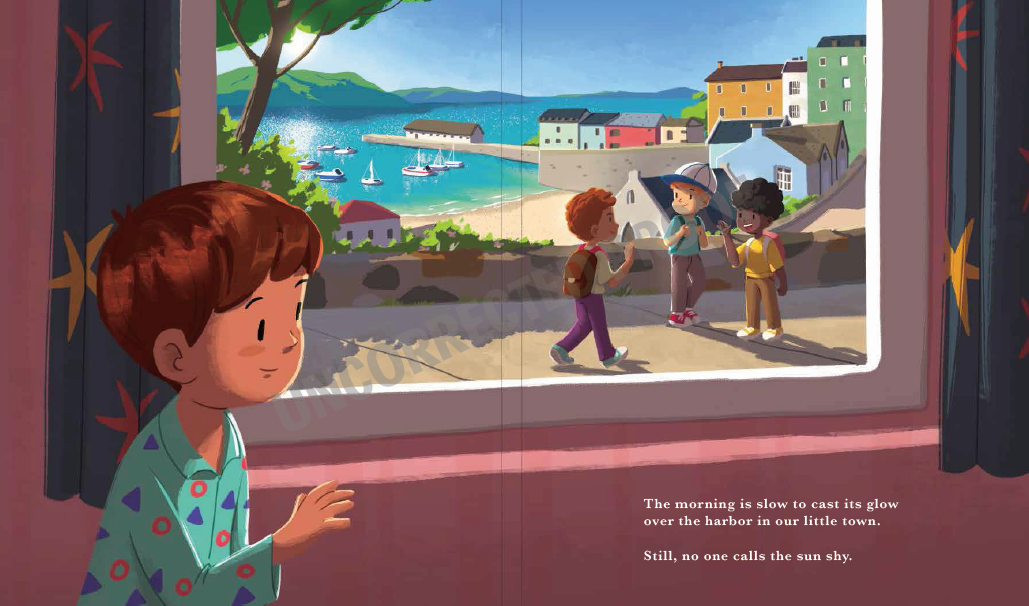 UNCORRECTED
The morning is slow to cast its glow
over the harbor in our little town.
Still, no one calls the sun shy.